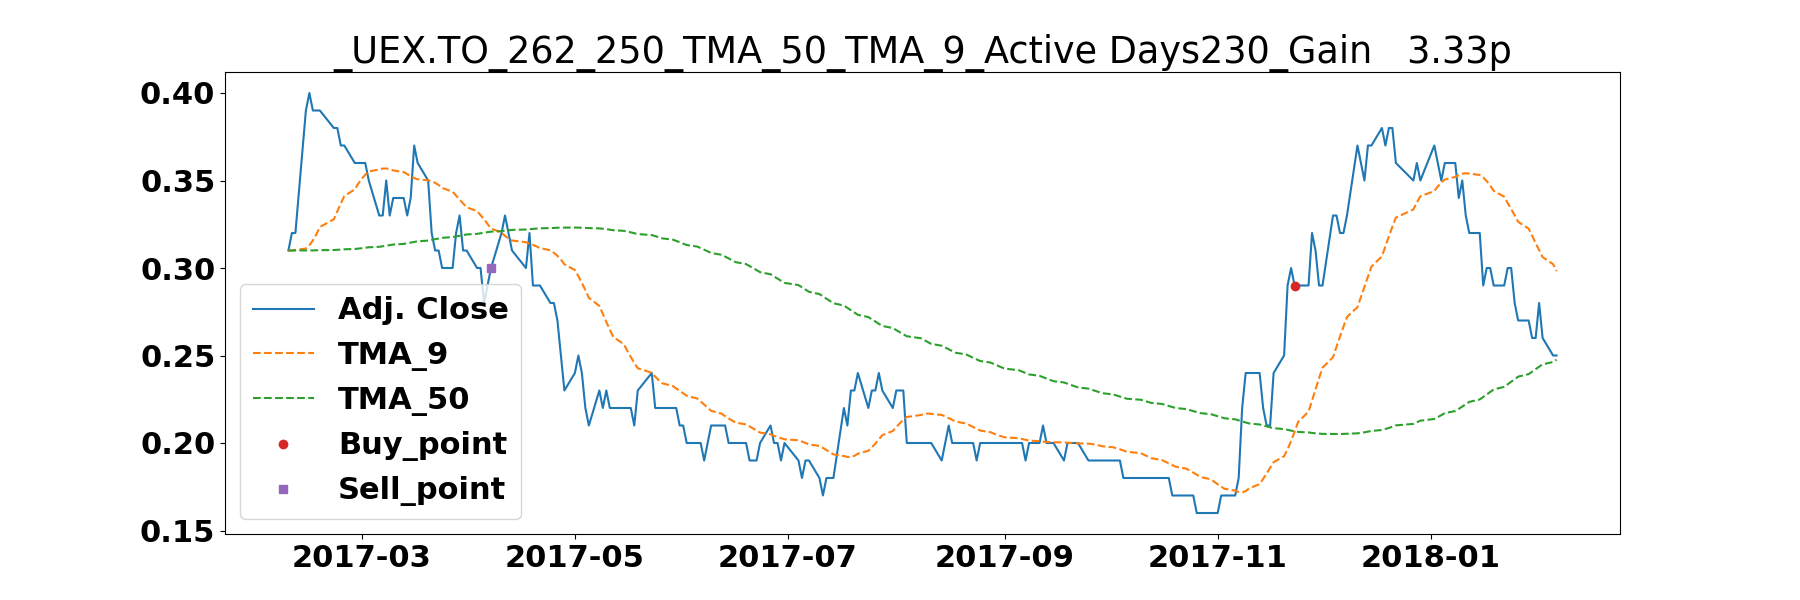 _UEX.TO_262_250_TMA_50_TMA_9_Active Days230_Gain   3.33p
0.40
0.35
0.30
0.25
0.20
0.15
Adj. Close
TMA_9
TMA_50
Buy_point
Sell_point
2017-03 2017-05 2017-07 2017-09 2017-11 2018-01